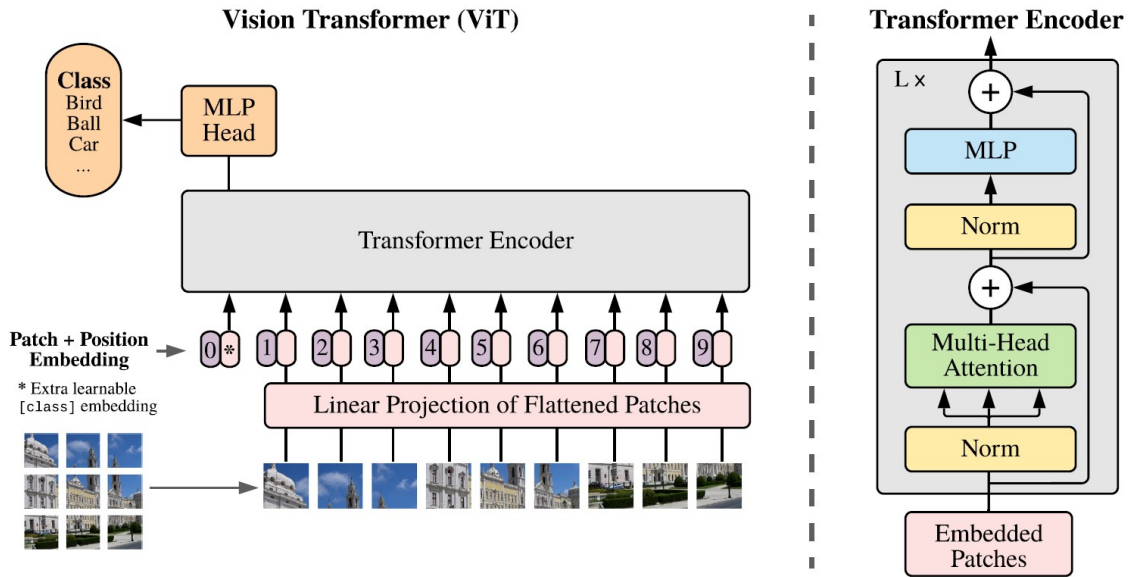 Vision Transformer (ViT)
Class
Bird
Ball
Car
...
MLP
Head
Transformer Encoder
Patch + Position
Embedding
0 * 1 2 3 4 5 6 7 8 9
* Extra learnable
[class] embedding
Linear Projection of Flattened Patches
Transformer Encoder
L x
+
MLP
Norm
+
Multi-Head
Attention
Norm
Embedded
Patches